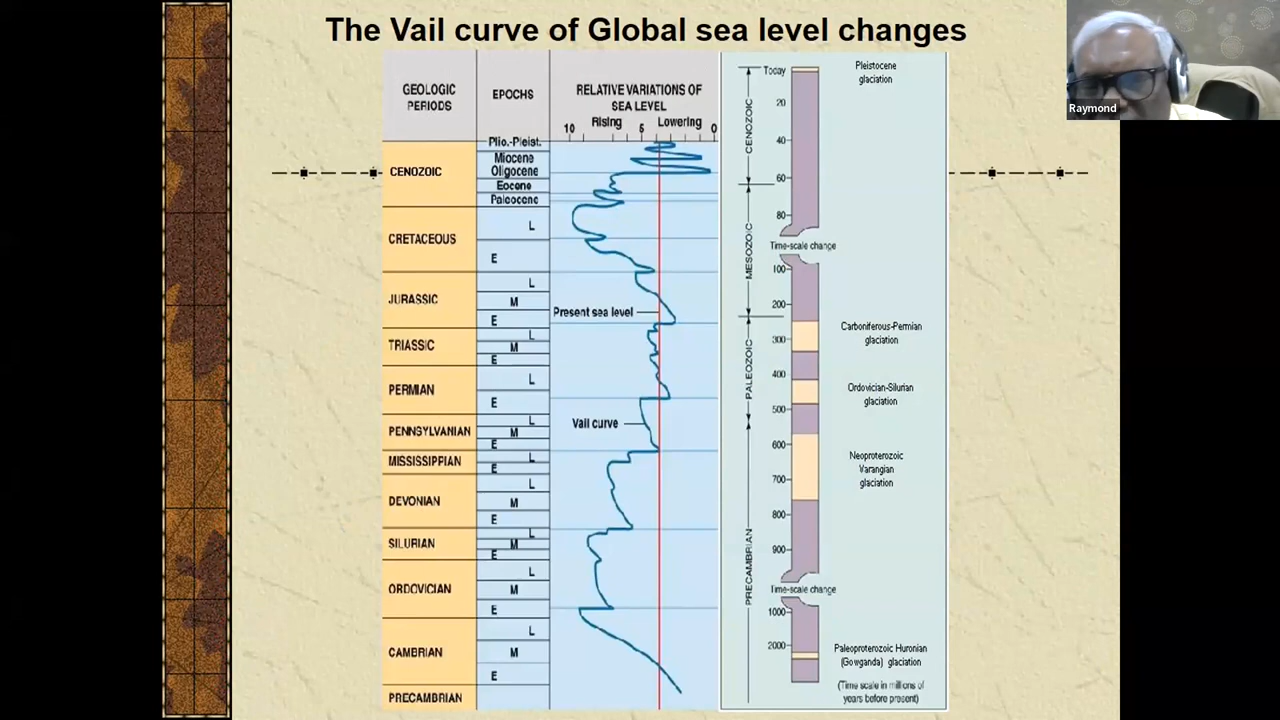 The Vail curve of Global sea level changes
Raymond
GEOLOGIC
PERIODS
EPOCHS
RELATIVE VARIATIONS OF
SEA LEVEL
Rising Lowering
10 5 0
Plio.-Pleist.
CENOZOIC
Miocene
Oligocene
Eocene
Paleocene
CRETACEOUS
L
E
JURASSIC
L
M
E
TRIASSIC
L
M
E
PERMIAN
L
E
PENNSYLVANIAN
L
M
E
MISSISSIPPIAN
L
E
DEVONIAN
L
M
E
SILURIAN
L
M
E
ORDOVICIAN
L
M
E
CAMBRIAN
L
M
E
PRECAMBRIAN
Present sea level
Vail curve
CENOZOIC
MESOZOIC
PALEOZOIC
PRECAMBRIAN
Today
20
40
60
80
Time-scale change
100
200
300
400
500
600
700
800
900
Time-scale change
1000
2000
Pleistocene
glaciation
Carboniferous-Permian
glaciation
Ordovician-Silurian
glaciation
Neoproterozoic
Varangian
glaciation
Paleoproterozoic Huronian
(Gowganda) glaciation
(Time scale in millions of
years before present)